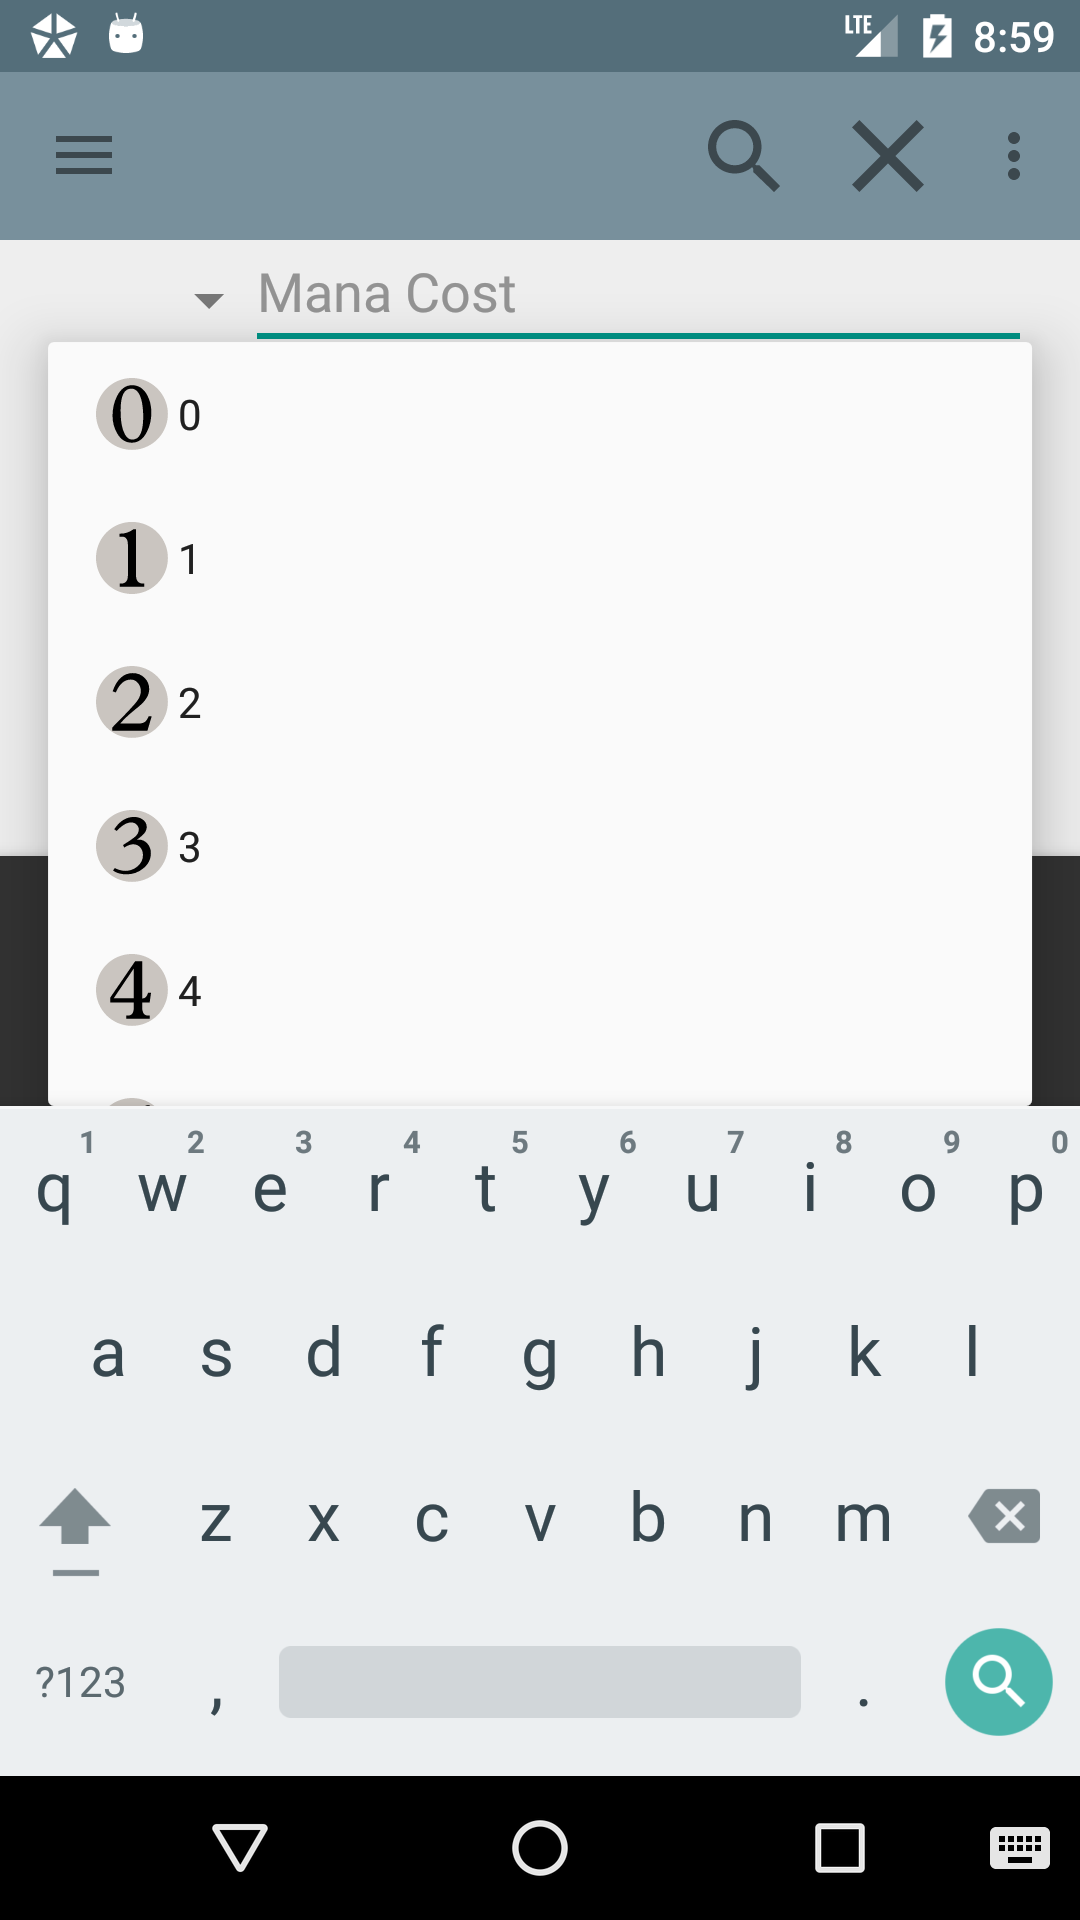 LTE 8:59
Mana Cost
0 0
1 1
2 2
3 3
4 4
1 2 3 4 5 6 7 8 9 0
q w e r t y u i o p
a s d f g h j k l
z x c v b n m
?123 , .